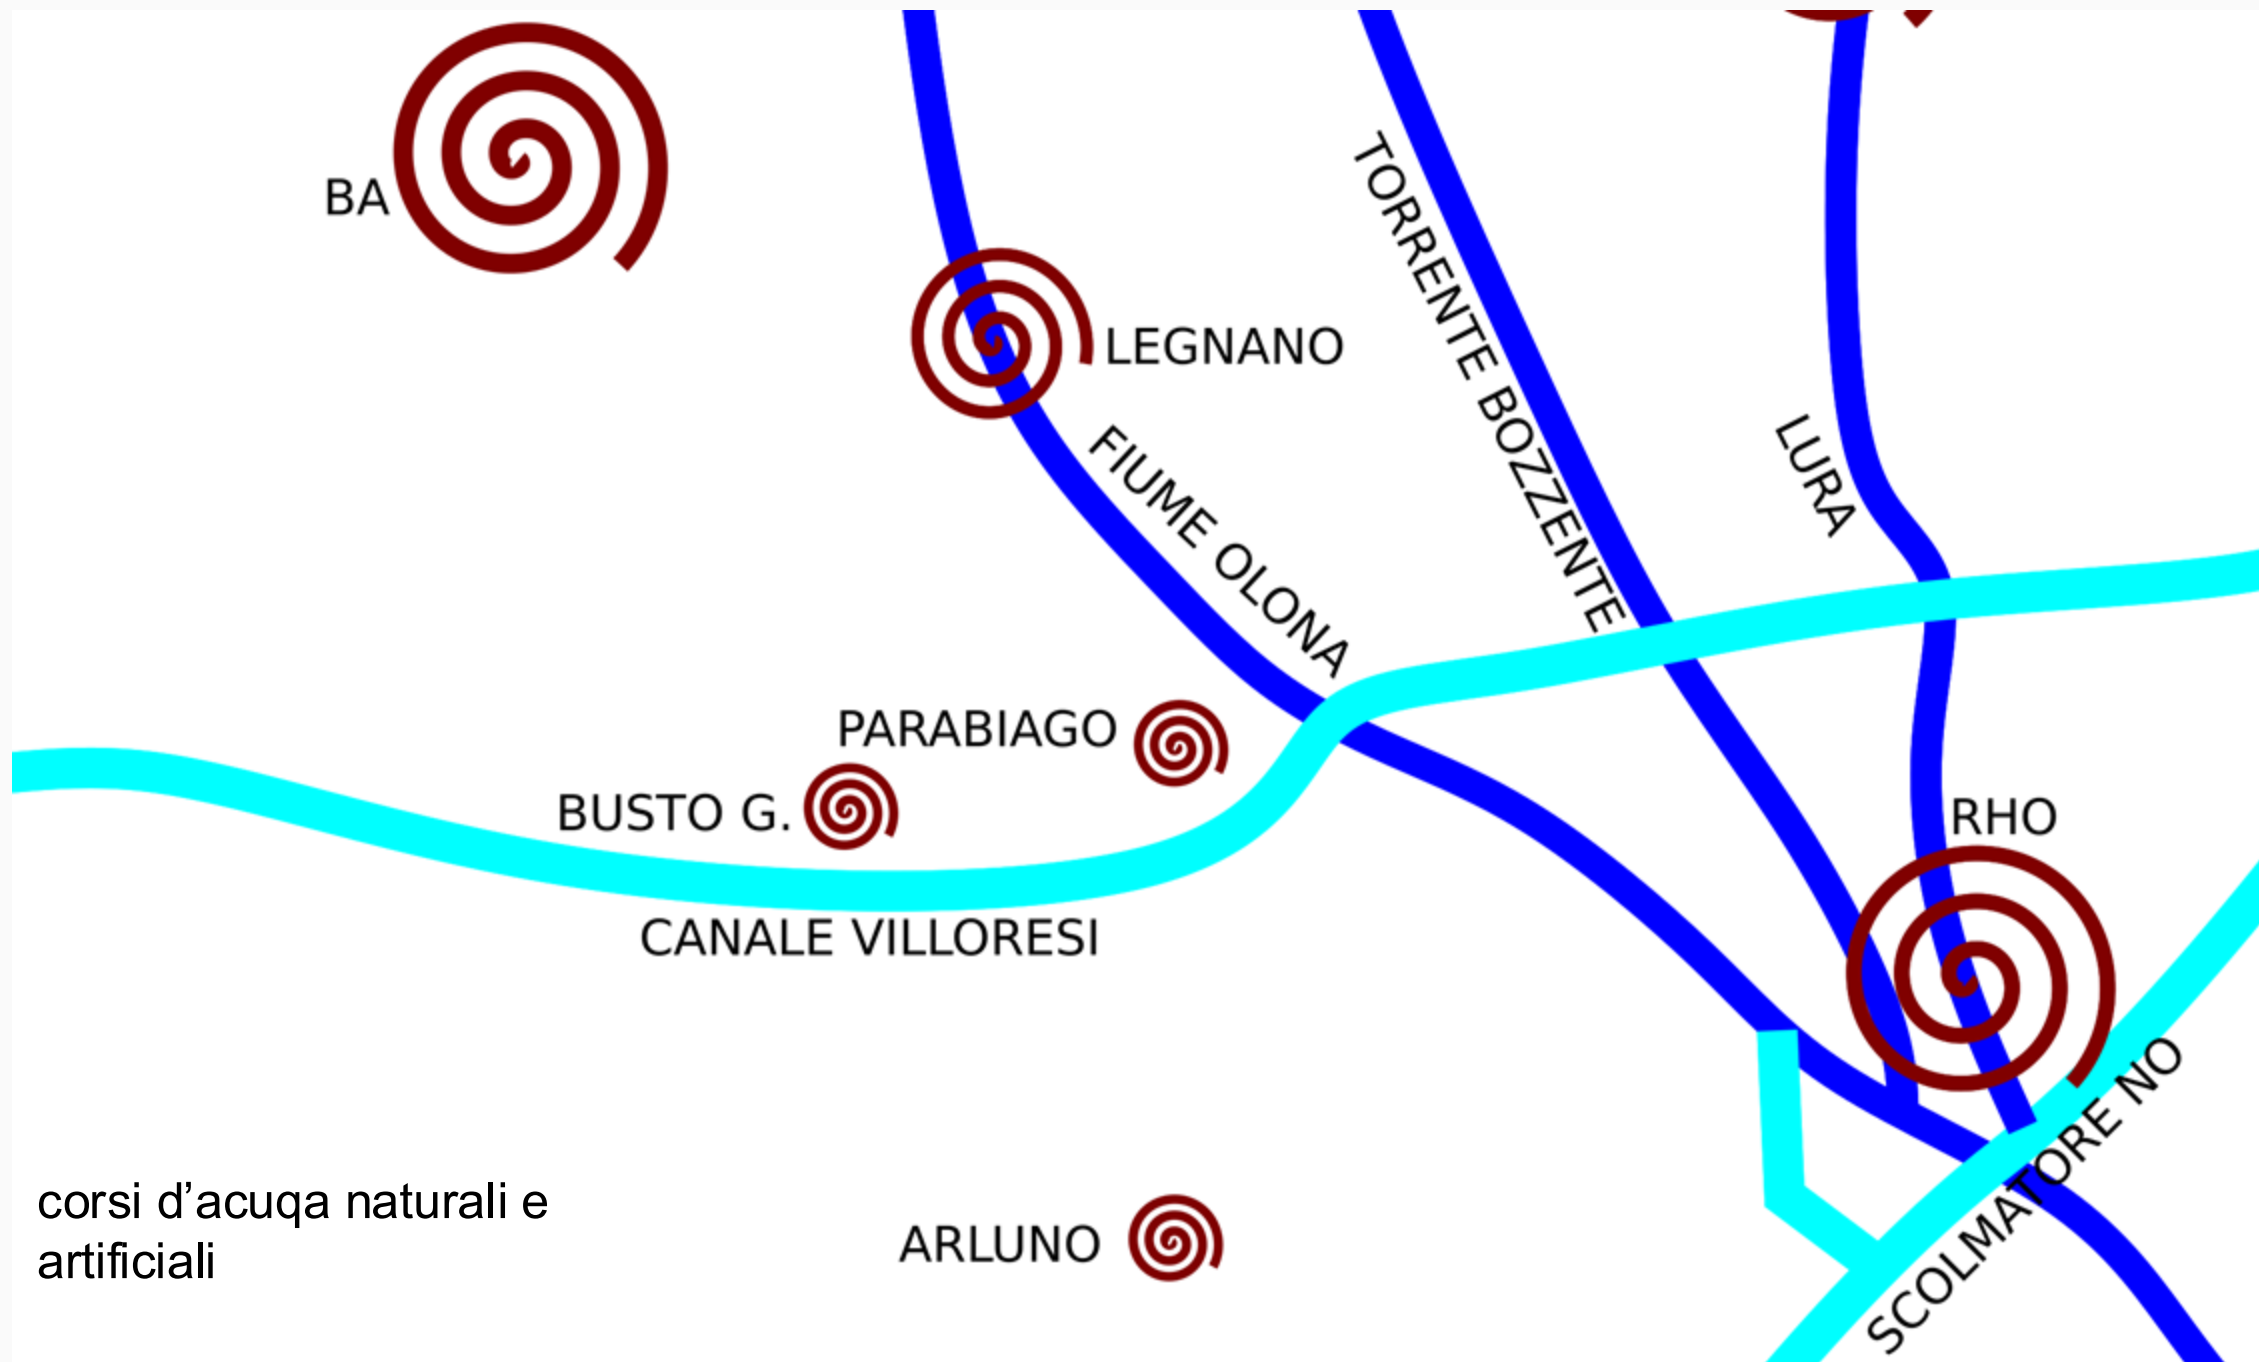 BA
TORRENTE BOZZENTE
LEGNANO
LURA
FIUME OLONA
PARABIAGO
BUSTO G.
RHO
CANALE VILLORESI
SCOLMATORE NO
corsi d’acuqa naturali e
artificiali
ARLUNO